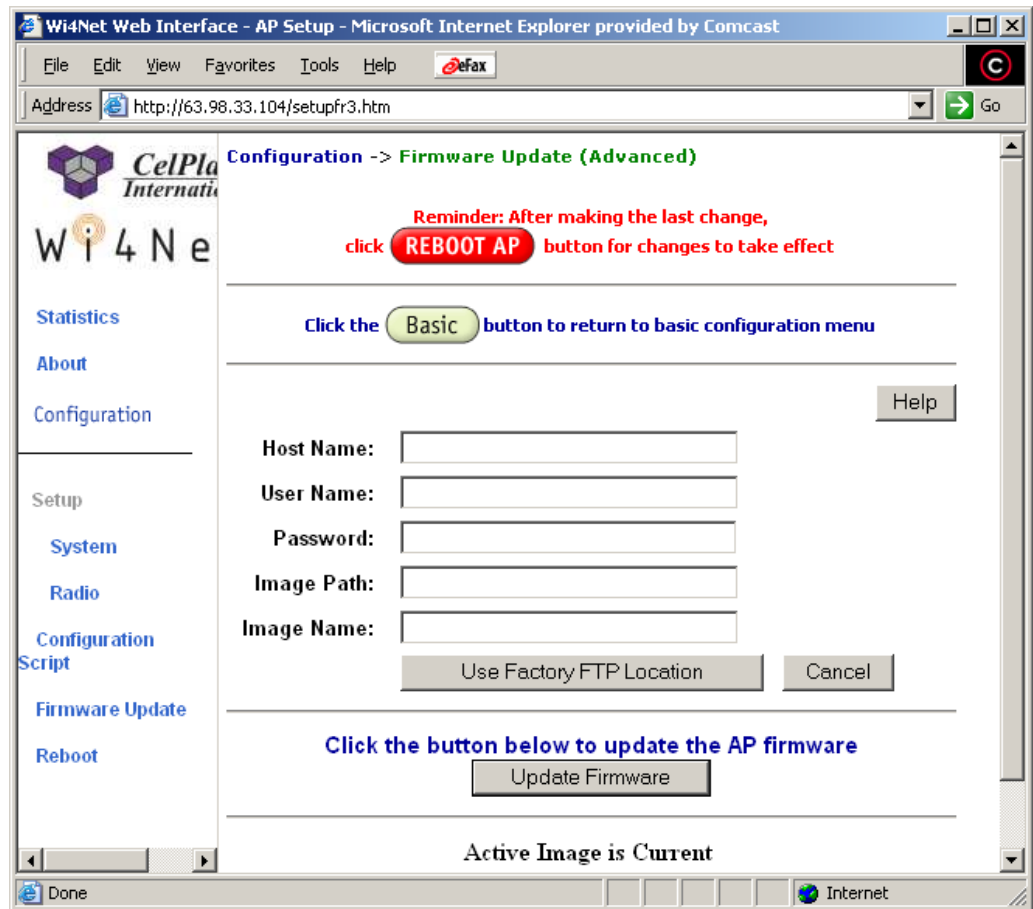 Wi4Net Web Interface - AP Setup - Microsoft Internet Explorer provided by Comcast
File Edit View Favorites Tools Help eFax
Address http://63.98.33.104/setupfr3.htm Go
CelPla
Internati
Wi4Ne
Statistics
About
Configuration
Setup
System
Radio
Configuration
Script
Firmware Update
Reboot
Configuration -> Firmware Update (Advanced)
Reminder: After making the last change,
click REBOOT AP button for changes to take effect
Click the Basic button to return to basic configuration menu
Help
Host Name:
User Name:
Password:
Image Path:
Image Name:
Use Factory FTP Location Cancel
Click the button below to update the AP firmware
Update Firmware
Active Image is Current
Done Internet